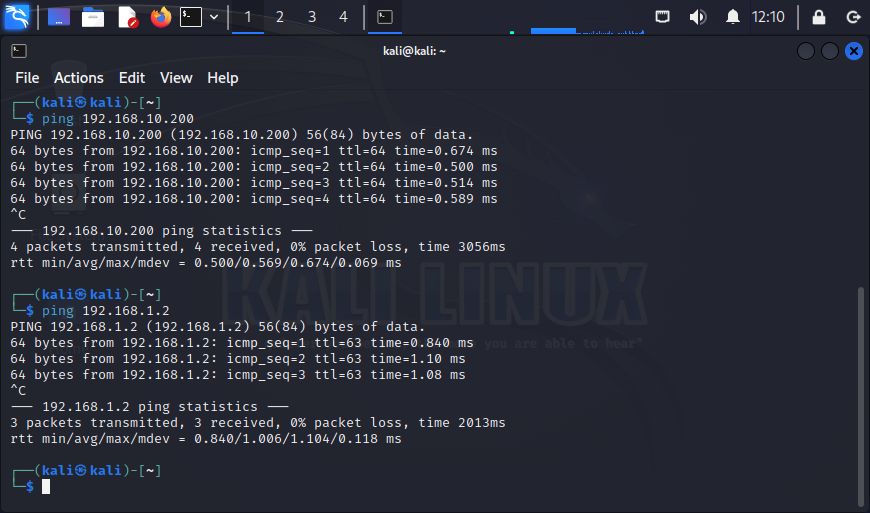 1 2 3 4 12:10
kali@kali: ~
File Actions Edit View Help
┌──(kali㉿kali)-[~]
└─$ ping 192.168.10.200
PING 192.168.10.200 (192.168.10.200) 56(84) bytes of data.
64 bytes from 192.168.10.200: icmp_seq=1 ttl=64 time=0.674 ms
64 bytes from 192.168.10.200: icmp_seq=2 ttl=64 time=0.500 ms
64 bytes from 192.168.10.200: icmp_seq=3 ttl=64 time=0.514 ms
64 bytes from 192.168.10.200: icmp_seq=4 ttl=64 time=0.589 ms
^C
--- 192.168.10.200 ping statistics ---
4 packets transmitted, 4 received, 0% packet loss, time 3056ms
rtt min/avg/max/mdev = 0.500/0.569/0.674/0.069 ms
┌──(kali㉿kali)-[~]
└─$ ping 192.168.1.2
PING 192.168.1.2 (192.168.1.2) 56(84) bytes of data.
64 bytes from 192.168.1.2: icmp_seq=1 ttl=63 time=0.840 ms
64 bytes from 192.168.1.2: icmp_seq=2 ttl=63 time=1.10 ms
64 bytes from 192.168.1.2: icmp_seq=3 ttl=63 time=1.08 ms
^C
--- 192.168.1.2 ping statistics ---
3 packets transmitted, 3 received, 0% packet loss, time 2013ms
rtt min/avg/max/mdev = 0.840/1.006/1.104/0.118 ms
┌──(kali㉿kali)-[~]
└─$
KALI LINUX
you are able to hear"